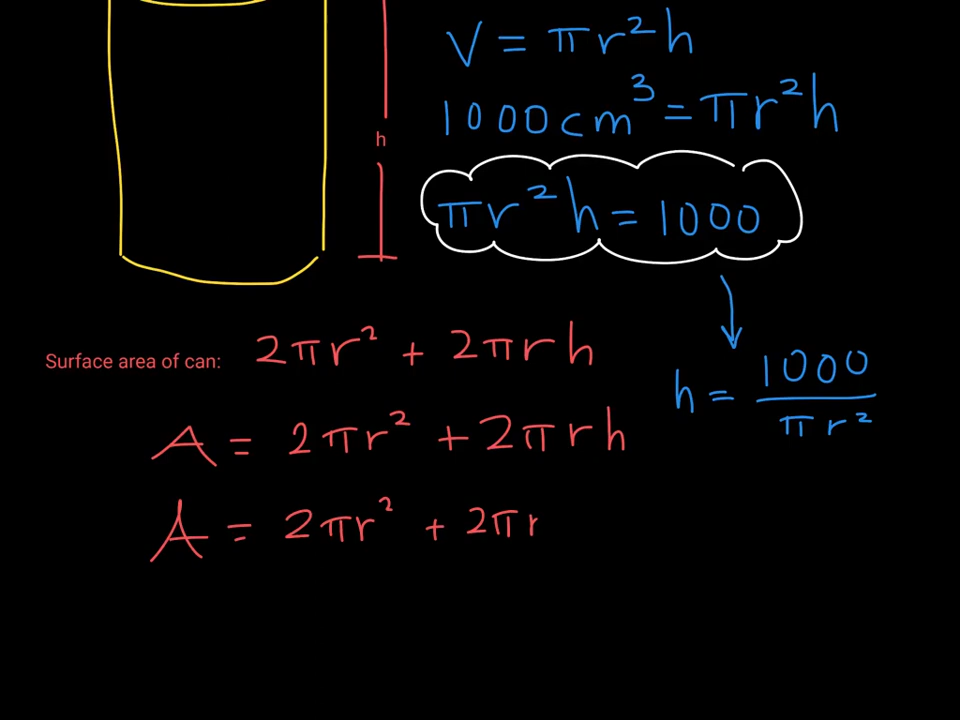 V = πr²h
h
1000cm³ = πr²h
πr²h = 1000
Surface area of can: 2πr² + 2πrh
h = 1000/πr²
A = 2πr² + 2πrh
A = 2πr² + 2πr